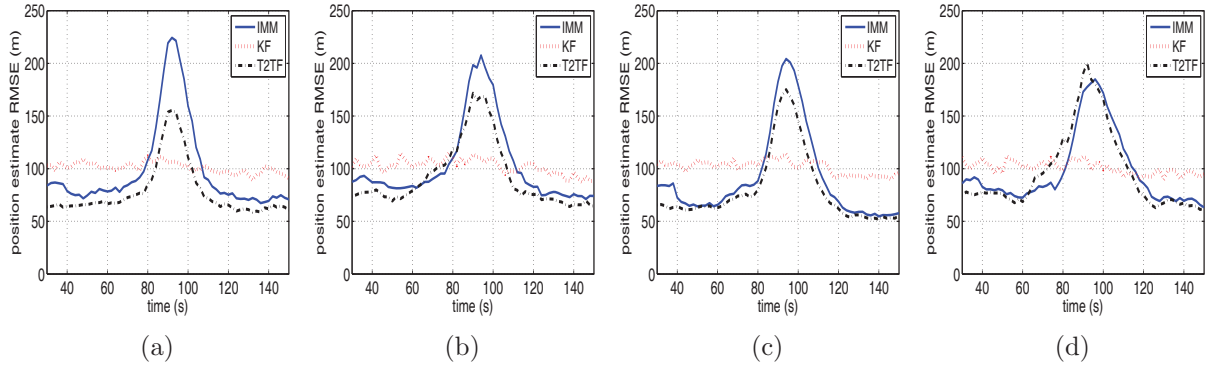 position estimate RMSE (m)
300
250
200
150
100
50
0
40 60 80 100 120 140
time (s)
IMM
KF
T2TF
(a)
position estimate RMSE (m)
250
200
150
100
50
0
40 60 80 100 120 140
time (s)
IMM
KF
T2TF
(b)
position estimate RMSE (m)
250
200
150
100
50
0
40 60 80 100 120 140
time (s)
IMM
KF
T2TF
(c)
position estimate RMSE (m)
250
200
150
100
50
0
40 60 80 100 120 140
time (s)
IMM
KF
T2TF
(d)